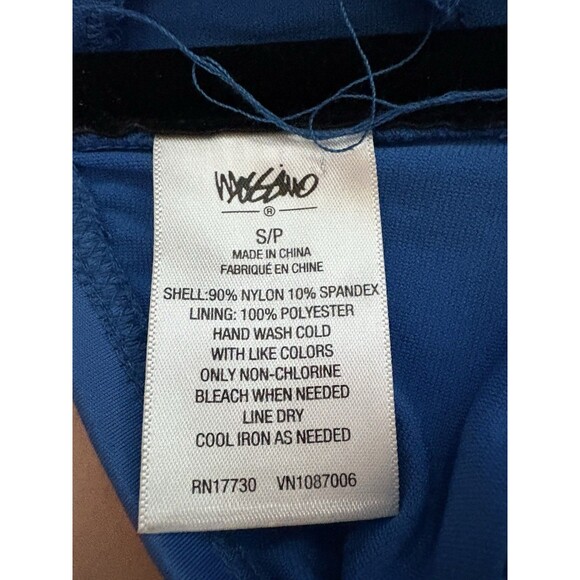 MOSSIMO
®
S/P
MADE IN CHINA
FABRIQUÉ EN CHINE
SHELL:90% NYLON 10% SPANDEX
LINING: 100% POLYESTER
HAND WASH COLD
WITH LIKE COLORS
ONLY NON-CHLORINE
BLEACH WHEN NEEDED
LINE DRY
COOL IRON AS NEEDED
RN17730 VN1087006